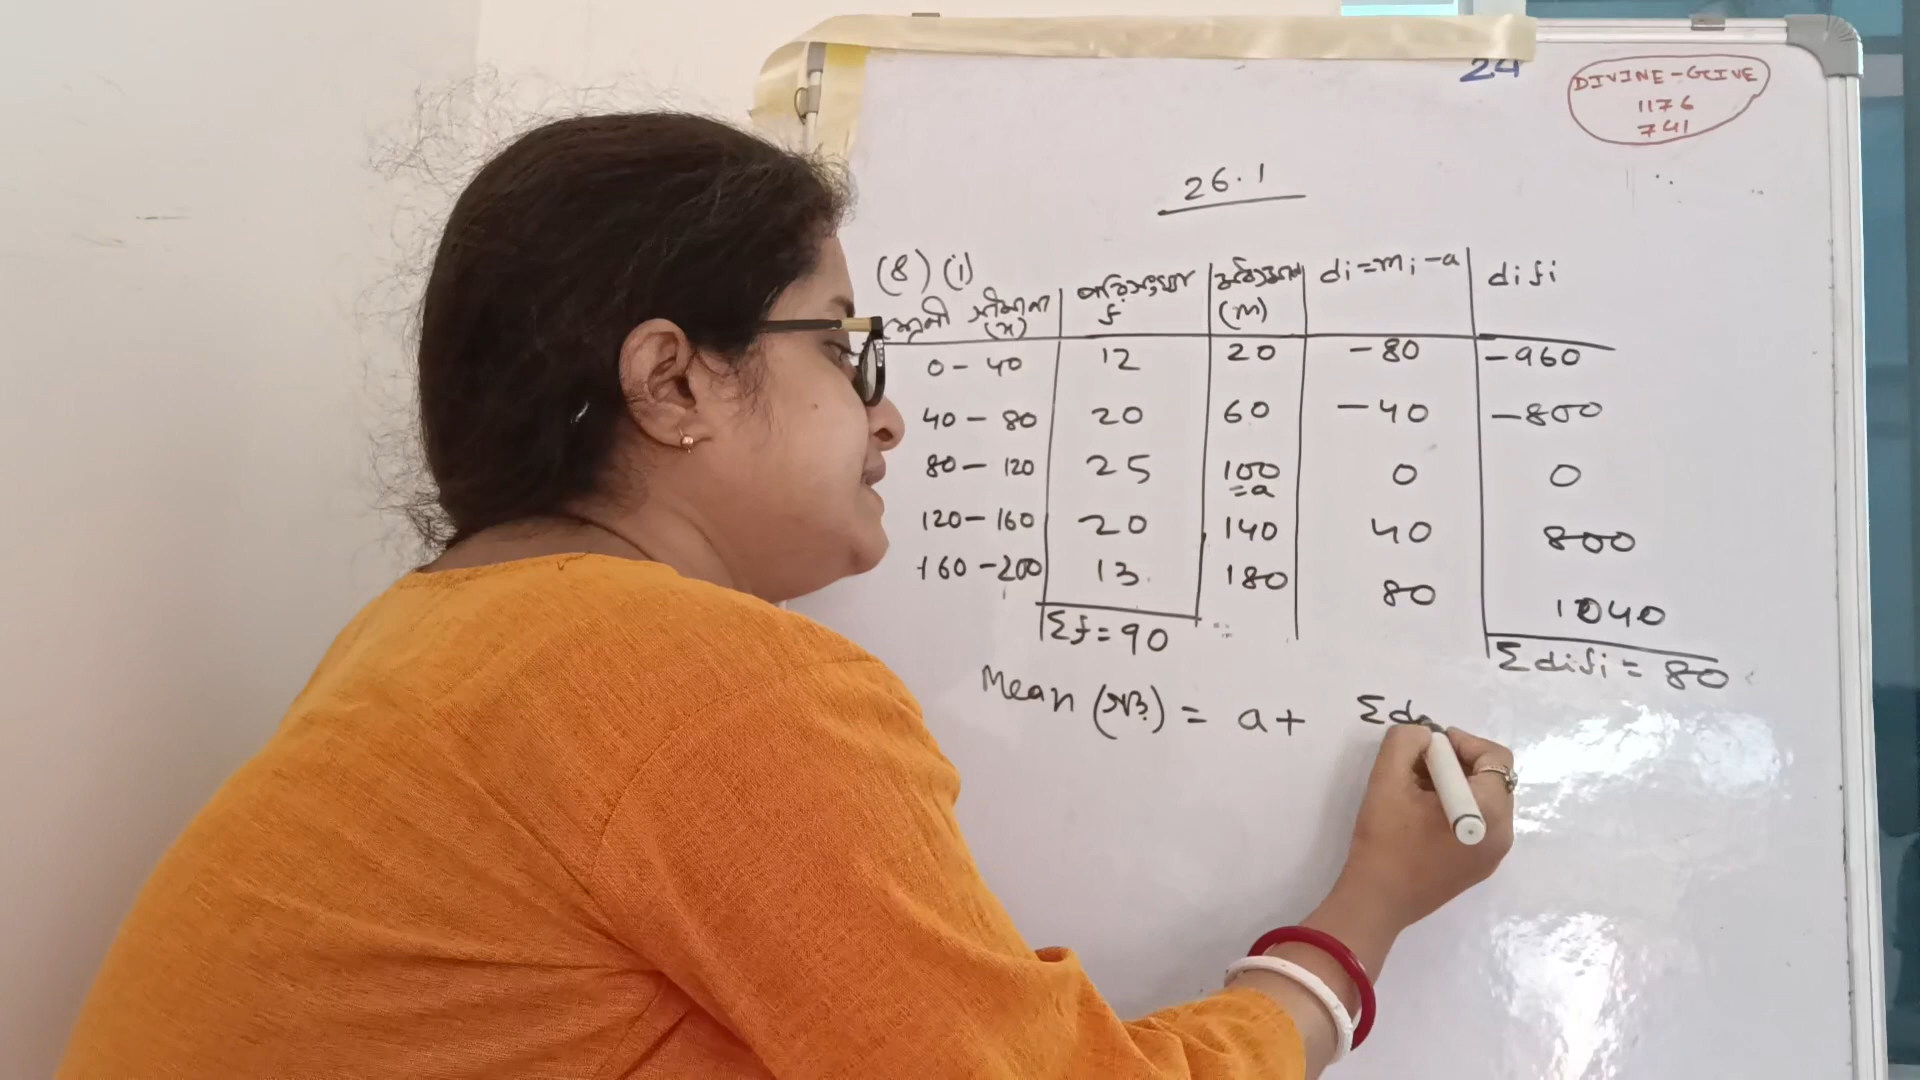 24
DIVINE-GIVE
1176
741
26.1
(8) (i)
শ্রেণী সীমানা (x) পরিসংখ্যা f (m) di=mi-a difi
0-40 12 20 -80 -960
40-80 20 60 -40 -800
80-120 25 100 =a 0 0
120-160 20 140 40 800
160-200 13 180 80 1040
Σf=90 Σdifi=80
Mean (গড়) = a+ Σd